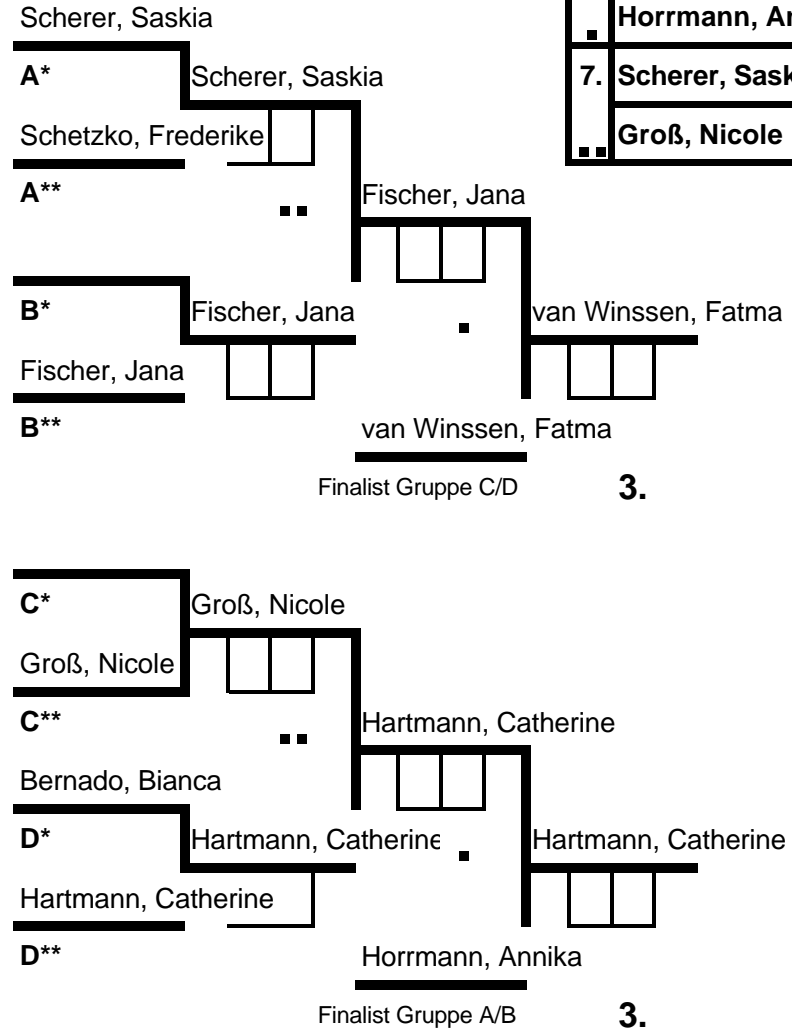 Scherer, Saskia
A*
Scherer, Saskia
Schetzko, Frederike
A**
Fischer, Jana
B*
Fischer, Jana
van Winssen, Fatma
Fischer, Jana
B**
van Winssen, Fatma
Finalist Gruppe C/D
3.
Horrmann, An
7. Scherer, Sask
Groß, Nicole
C*
Groß, Nicole
Groß, Nicole
C**
Hartmann, Catherine
Bernado, Bianca
D*
Hartmann, Catherine
Hartmann, Catherine
Hartmann, Catherine
D**
Horrmann, Annika
Finalist Gruppe A/B
3.